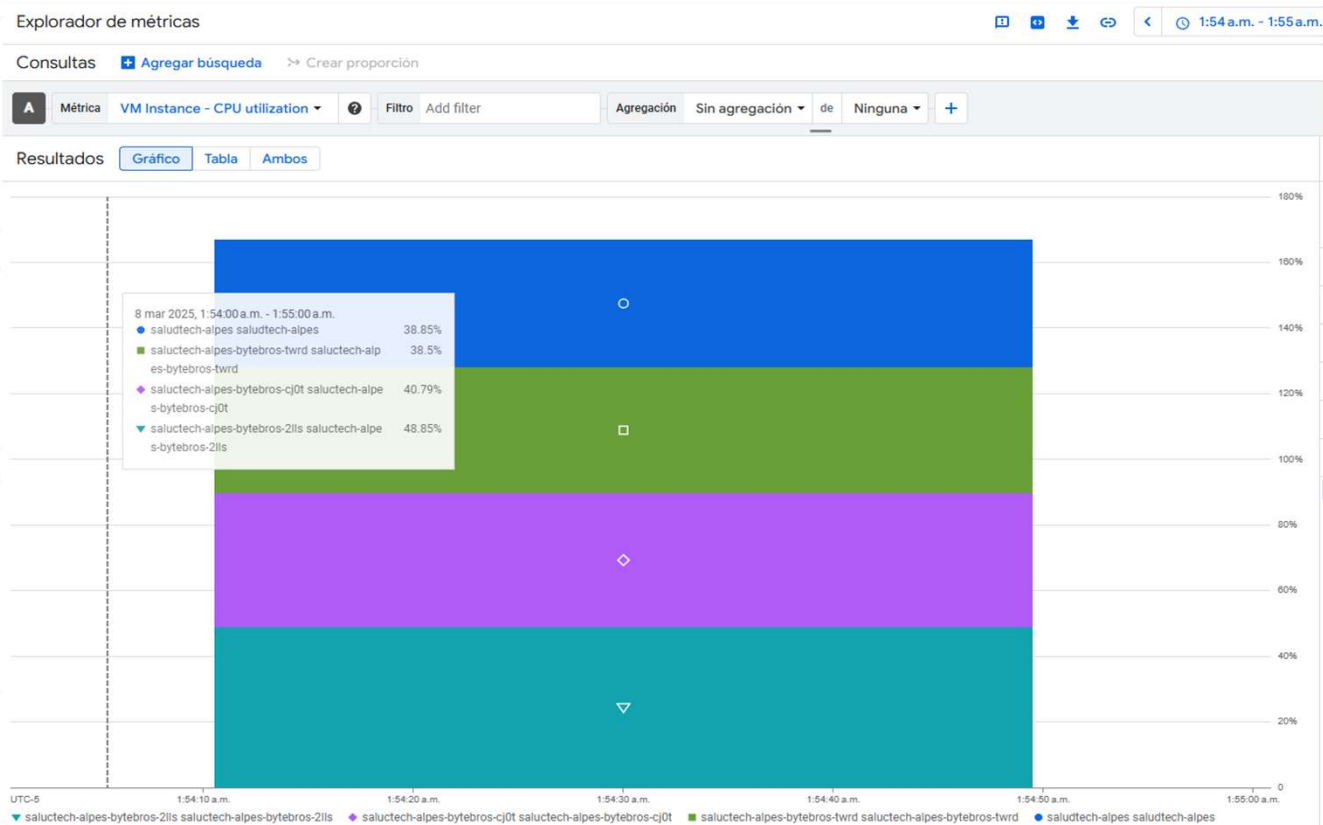 Explorador de métricas
1:54 a.m. - 1:55 a.m.
Consultas Agregar búsqueda Crear proporción
A Métrica VM Instance - CPU utilization Filtro Add filter Agregación Sin agregación de Ninguna
Resultados Gráfico Tabla Ambos
180%
160%
140%
120%
100%
80%
60%
40%
20%
0
8 mar 2025, 1:54:00 a.m. - 1:55:00 a.m.
saludtech-alpes saludtech-alpes 38.85%
saluctech-alpes-bytebros-twrd saluctech-alp 38.5%
es-bytebros-twrd
saluctech-alpes-bytebros-cj0t saluctech-alpe 40.79%
s-bytebros-cj0t
saluctech-alpes-bytebros-2lls saluctech-alpe 48.85%
s-bytebros-2lls
UTC-5 1:54:10 a.m. 1:54:20 a.m. 1:54:30 a.m. 1:54:40 a.m. 1:54:50 a.m. 1:55:00 a.m.
saluctech-alpes-bytebros-2lls saluctech-alpes-bytebros-2lls saluctech-alpes-bytebros-cj0t saluctech-alpes-bytebros-cj0t saluctech-alpes-bytebros-twrd saluctech-alpes-bytebros-twrd saludtech-alpes saludtech-alpes